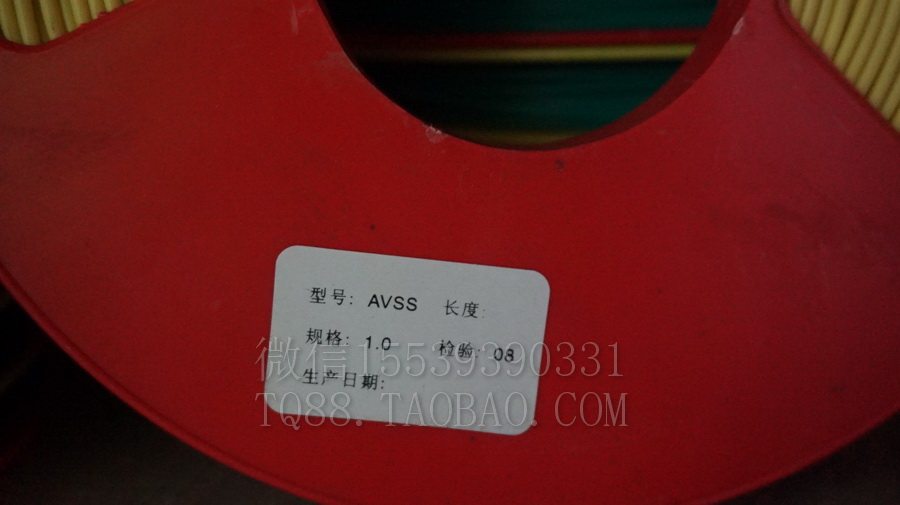 型号: AVSS 长度:
规格: 1.0 检验: 08
微信15539390331
生产日期:
TQ88.TAOBAO.COM